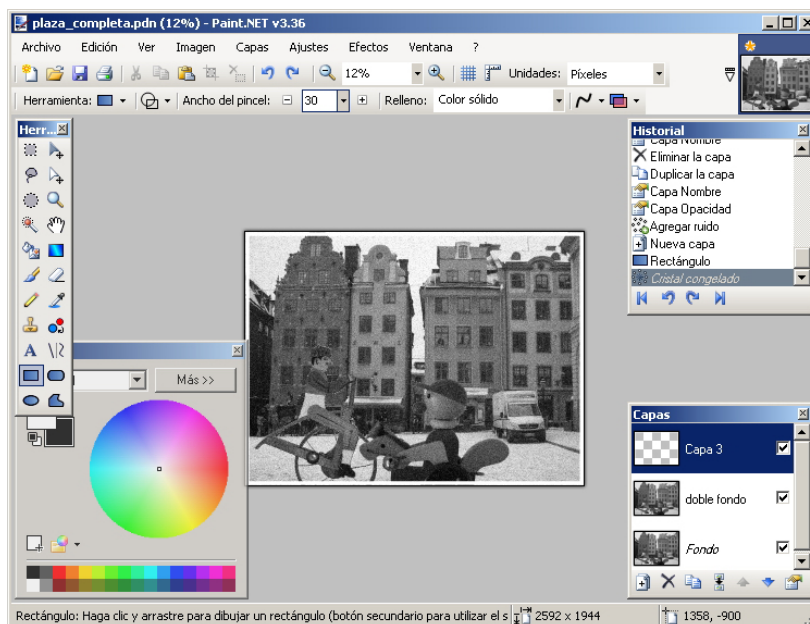 plaza_completa.pdn (12%) - Paint.NET v3.36
Archivo Edición Ver Imagen Capas Ajustes Efectos Ventana ?
12% Unidades: Píxeles
Herramienta: Ancho del pincel: 30 Relleno: Color sólido
Herr...
Historial
Capa Nombre
Eliminar la capa
Duplicar la capa
Capa Nombre
Capa Opacidad
Agregar ruido
Nueva capa
Rectángulo
Cristal congelado
Más >>
Capas
Capa 3
doble fondo
Fondo
Rectángulo: Haga clic y arrastre para dibujar un rectángulo (botón secundario para utilizar el s 2592 x 1944 1358, -900